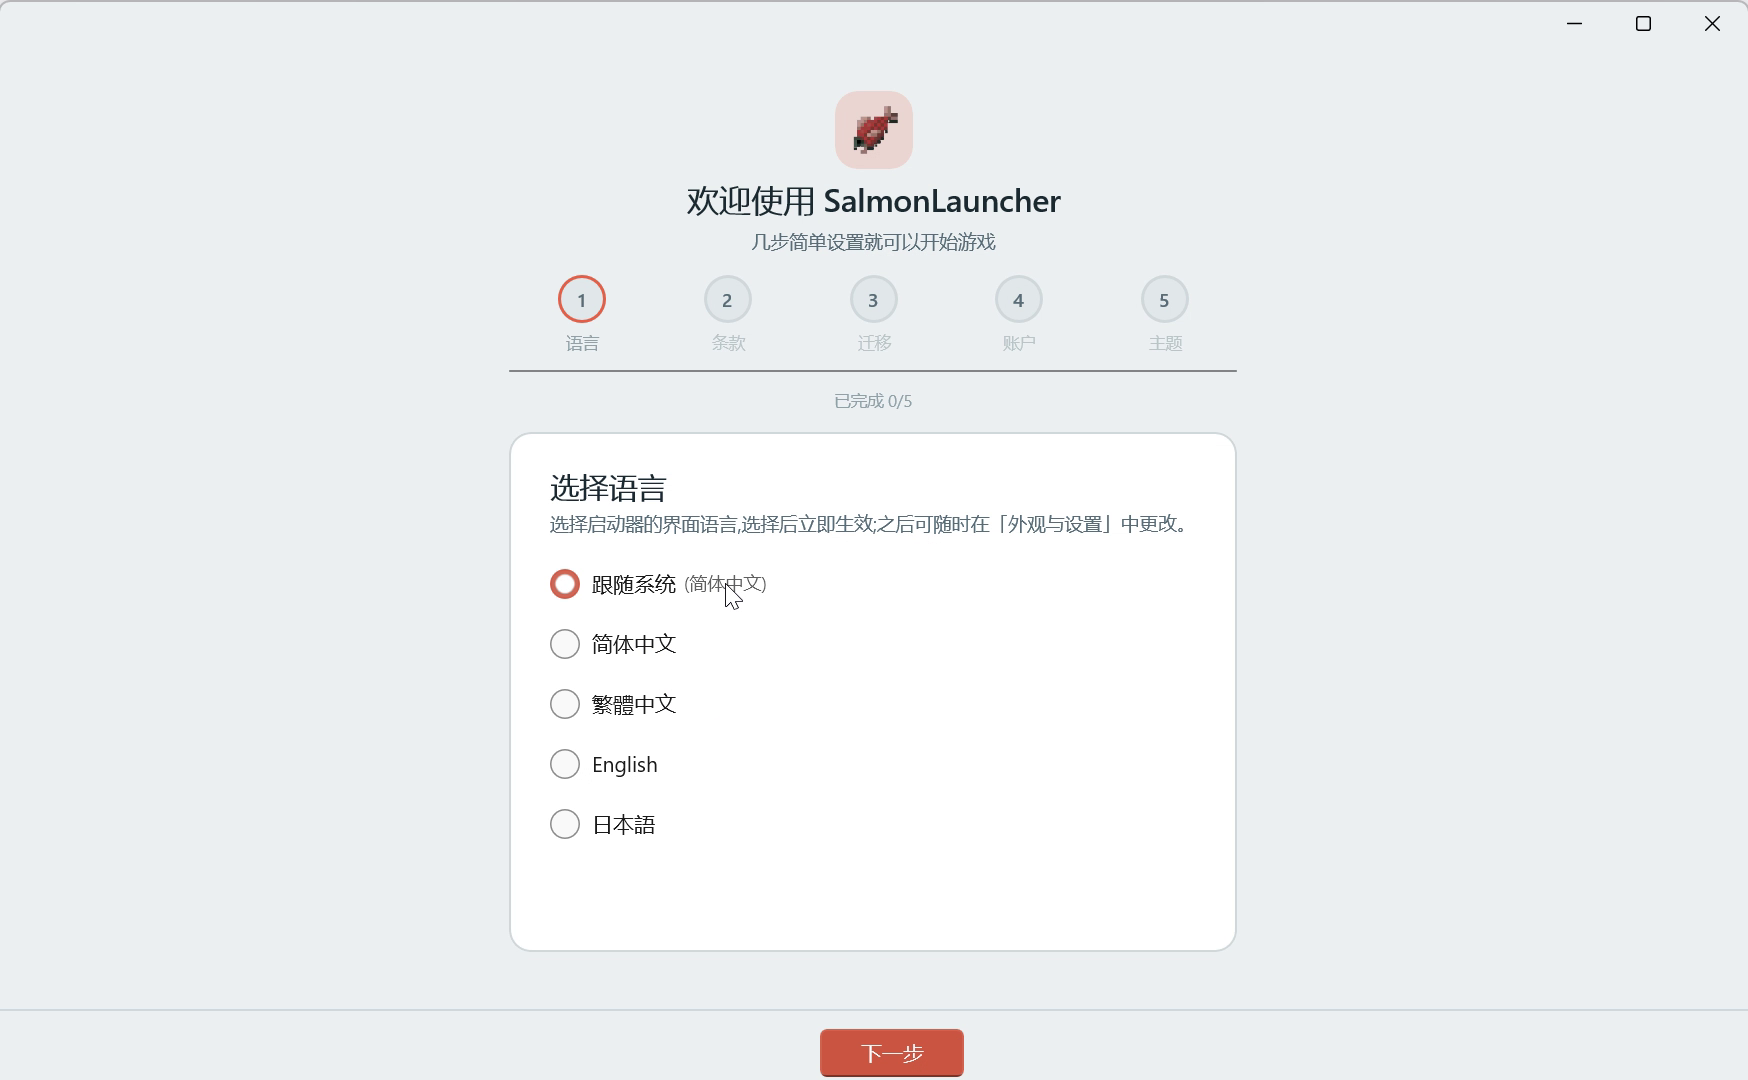 欢迎使用 SalmonLauncher
几步简单设置就可以开始游戏
1 2 3 4 5
语言 条款 迁移 账户 主题
已完成 0/5
选择语言
选择启动器的界面语言,选择后立即生效;之后可随时在「外观与设置」中更改。
跟随系统 (简体中文)
简体中文
繁體中文
English
日本語
下一步